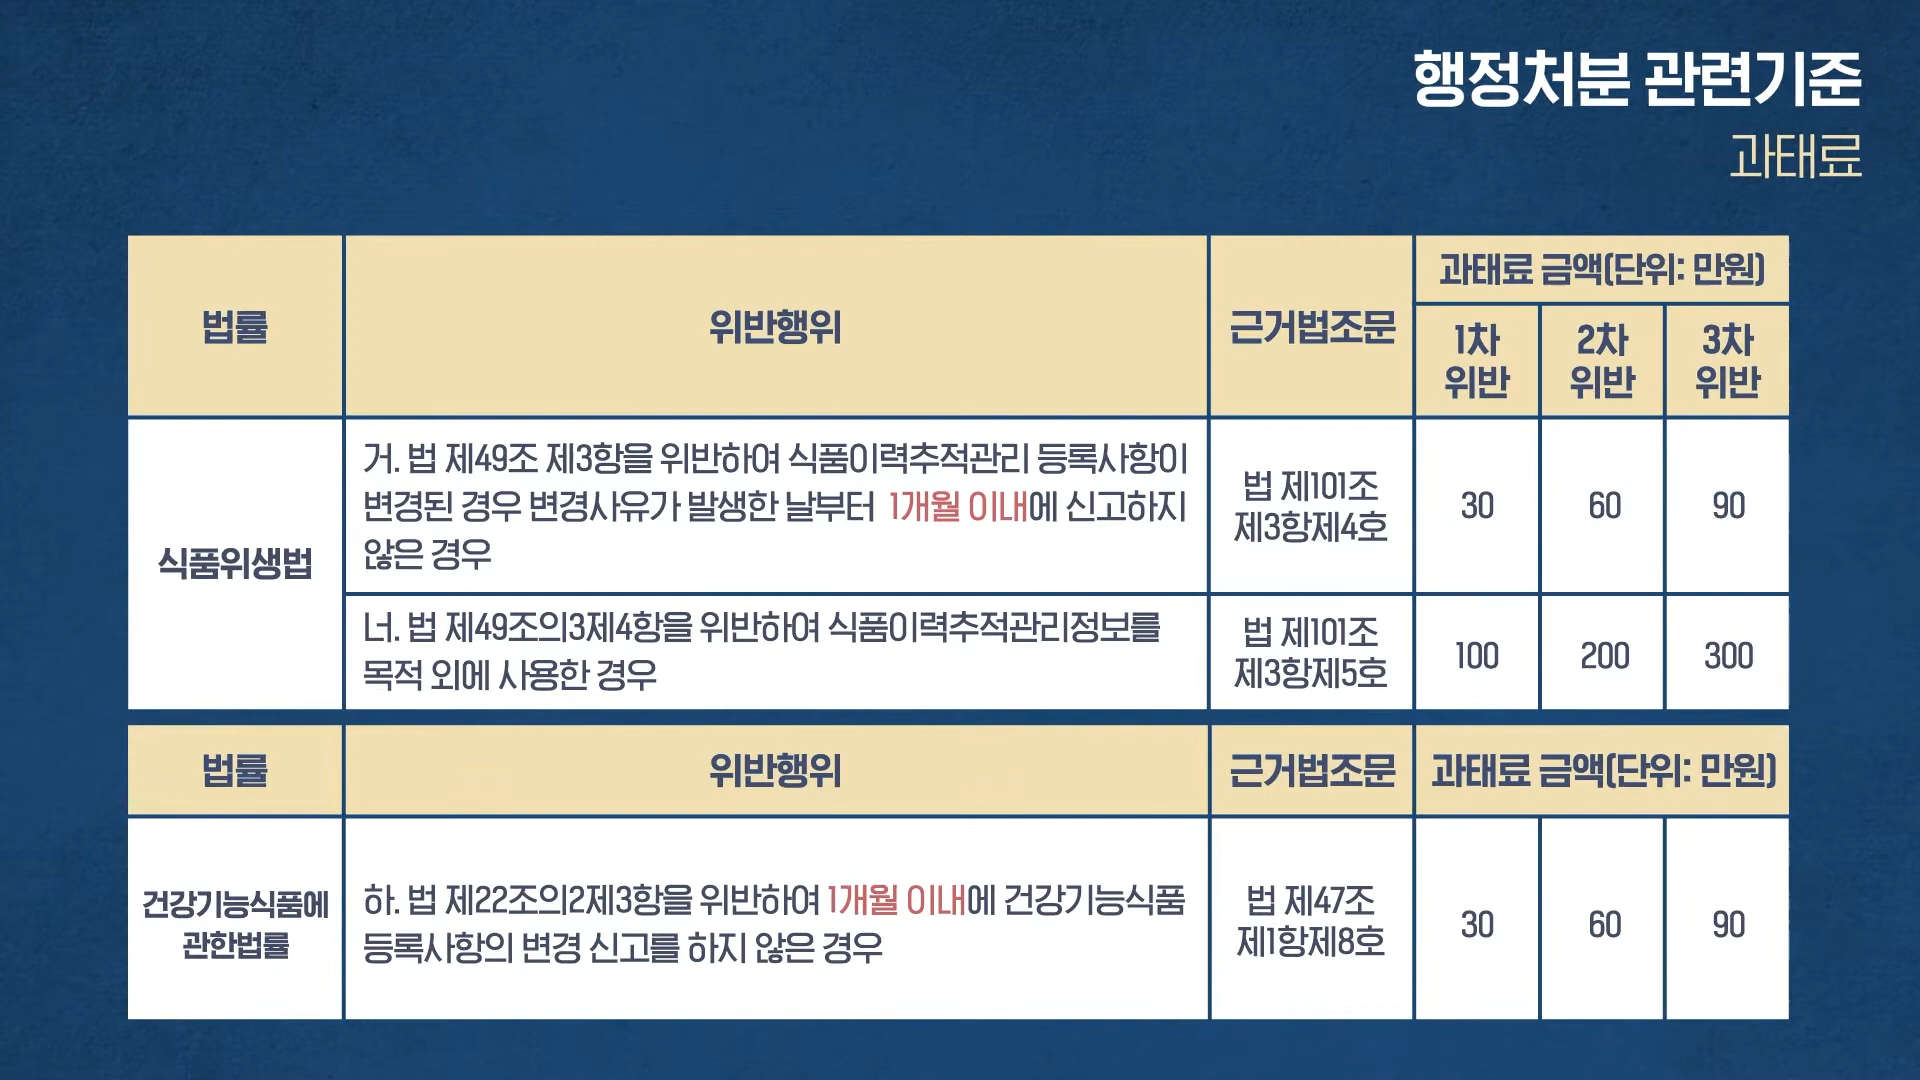 행정처분 관련기준
과태료
법률
위반행위
근거법조문
과태료 금액(단위: 만원)
1차
위반
2차
위반
3차
위반
식품위생법
거. 법 제49조 제3항을 위반하여 식품이력추적관리 등록사항이
변경된 경우 변경사유가 발생한 날부터 1개월 이내에 신고하지
않은 경우
법 제101조
제3항제4호
30
60
90
너. 법 제49조의3제4항을 위반하여 식품이력추적관리정보를
목적 외에 사용한 경우
법 제101조
제3항제5호
100
200
300
법률
위반행위
근거법조문
과태료 금액(단위: 만원)
건강기능식품에
관한법률
하. 법 제22조의2제3항을 위반하여 1개월 이내에 건강기능식품
등록사항의 변경 신고를 하지 않은 경우
법 제47조
제1항제8호
30
60
90